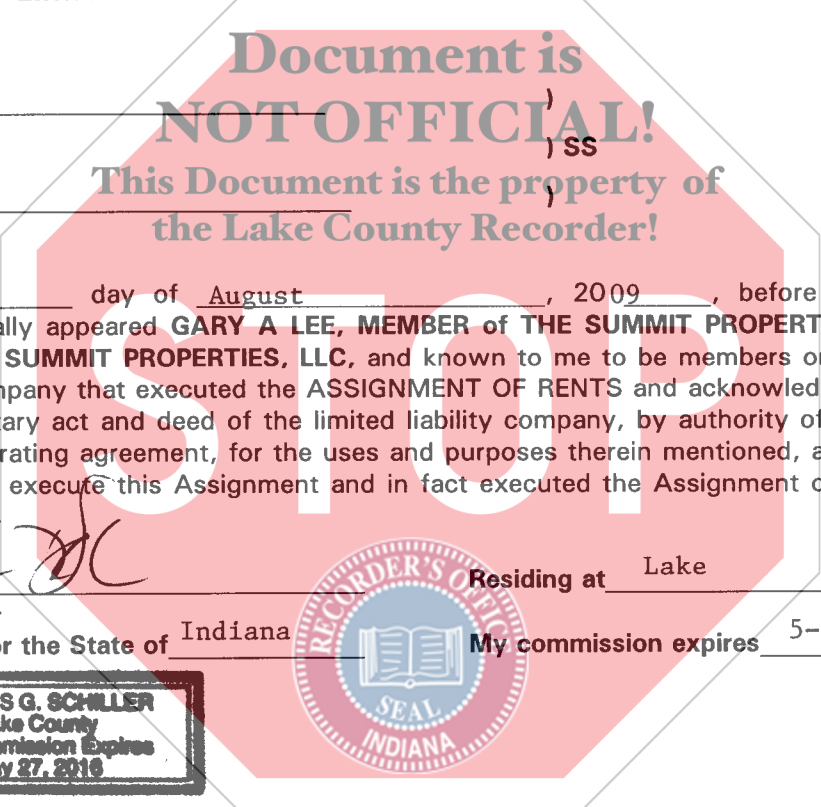 Document is
NOT OFFICIAL!
This Document is the property of
the Lake County Recorder!
)
) SS
)
day of August , 2009 , before
ally appeared GARY A LEE, MEMBER of THE SUMMIT PROPERT
SUMMIT PROPERTIES, LLC, and known to me to be members o
mpany that executed the ASSIGNMENT OF RENTS and acknowled
tary act and deed of the limited liability company, by authority of
rating agreement, for the uses and purposes therein mentioned, a
execute this Assignment and in fact executed the Assignment o
STOP
Residing at Lake
r the State of Indiana
My commission expires 5-
S G. SCHILLER
ke County
mmission Expires
y 27, 2016
RECORDER'S OFFICE
SEAL
INDIANA